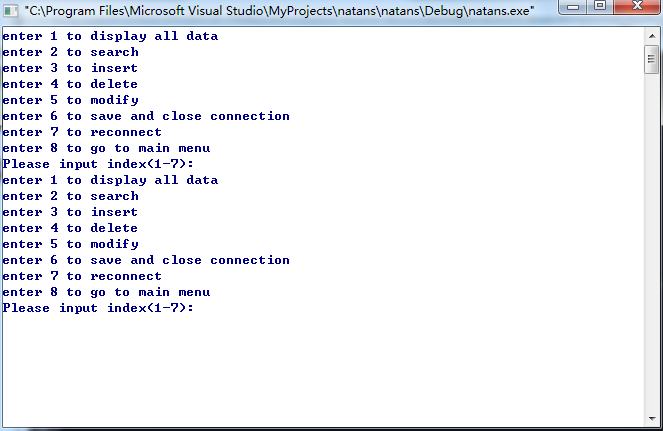 "C:\Program Files\Microsoft Visual Studio\MyProjects\natans\natans\Debug\natans.exe"
enter 1 to display all data
enter 2 to search
enter 3 to insert
enter 4 to delete
enter 5 to modify
enter 6 to save and close connection
enter 7 to reconnect
enter 8 to go to main menu
Please input index(1-7):
enter 1 to display all data
enter 2 to search
enter 3 to insert
enter 4 to delete
enter 5 to modify
enter 6 to save and close connection
enter 7 to reconnect
enter 8 to go to main menu
Please input index(1-7):